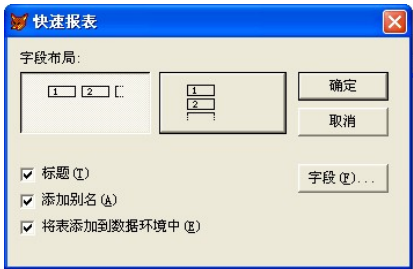 快速报表
字段布局:
1 2
1
2
确定
取消
标题(T)
字段(F)...
添加别名(A)
将表添加到数据环境中(E)